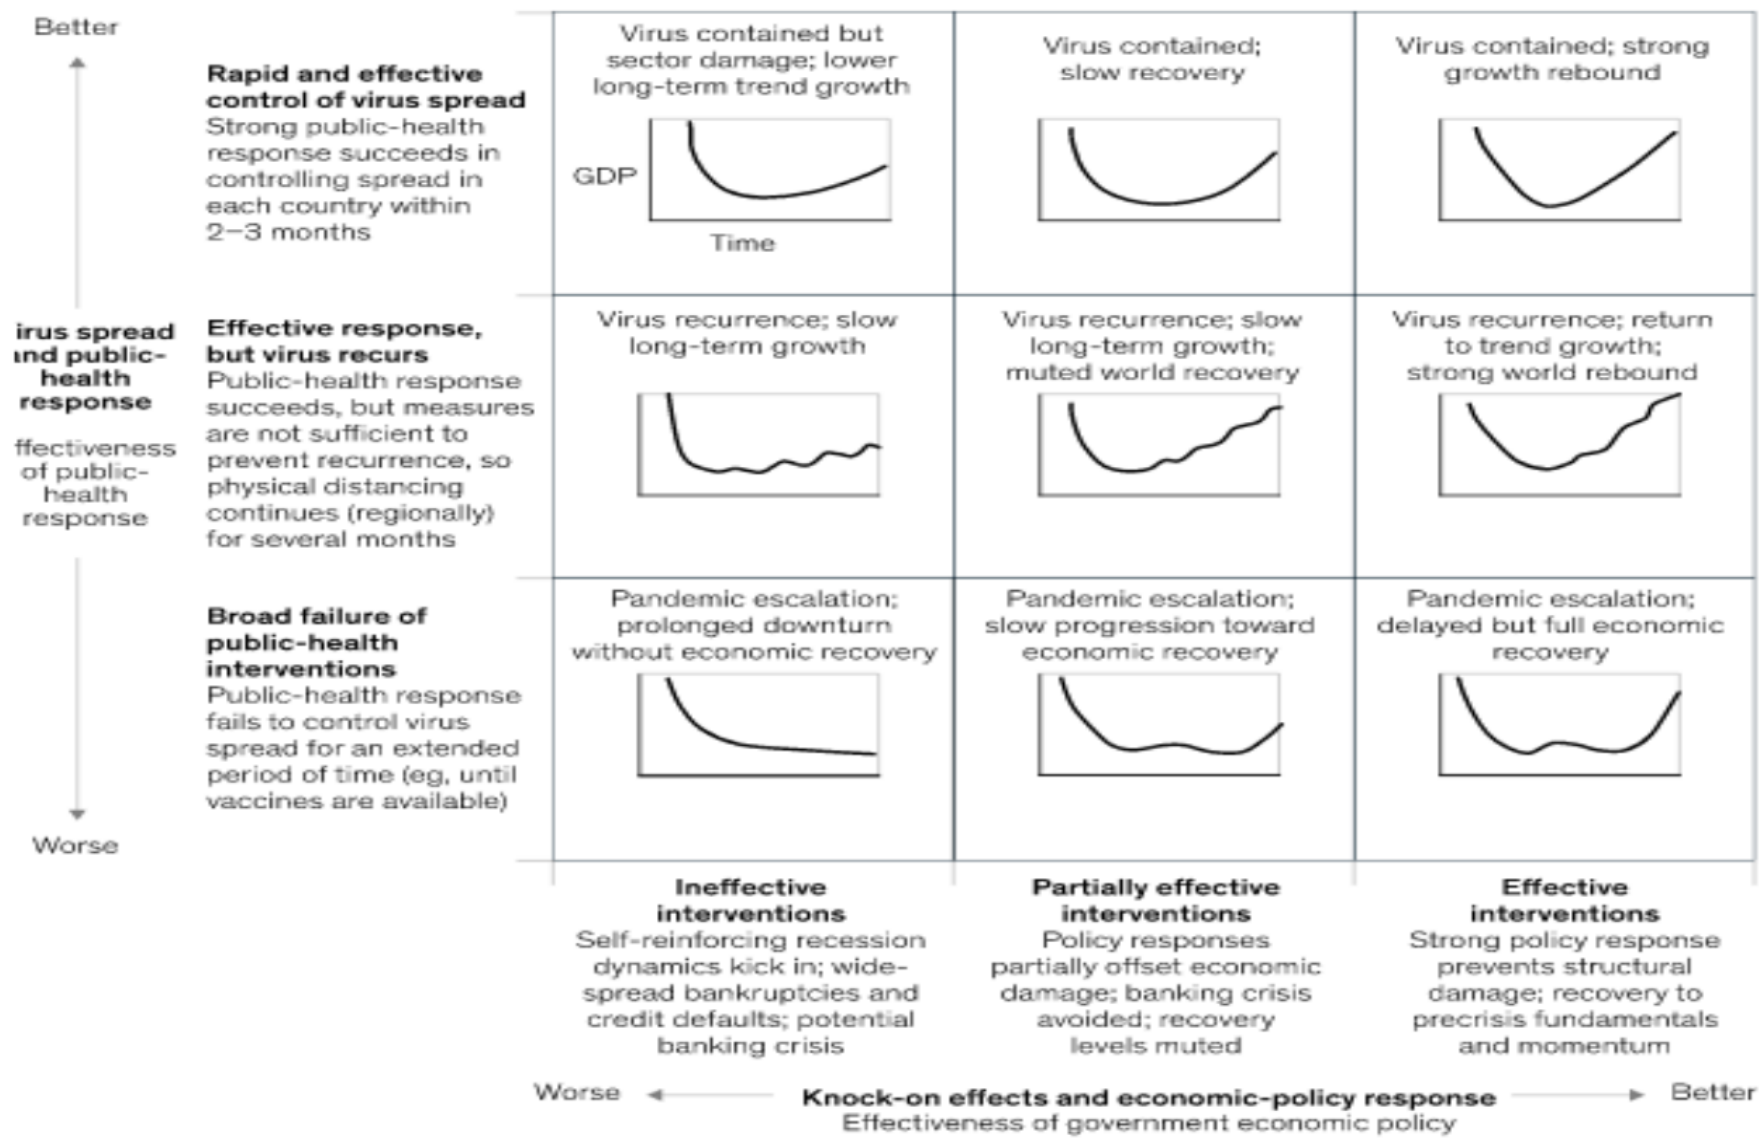 Better
Rapid and effective
control of virus spread
Strong public-health
response succeeds in
controlling spread in
each country within
2–3 months
Virus contained but
sector damage; lower
long-term trend growth
GDP
Time
Virus contained;
slow recovery
Virus contained; strong
growth rebound
irus spread
and public-
health
response
ffectiveness
of public-
health
response
Effective response,
but virus recurs
Public-health response
succeeds, but measures
are not sufficient to
prevent recurrence, so
physical distancing
continues (regionally)
for several months
Virus recurrence; slow
long-term growth
Virus recurrence; slow
long-term growth;
muted world recovery
Virus recurrence; return
to trend growth;
strong world rebound
Broad failure of
public-health
interventions
Public-health response
fails to control virus
spread for an extended
period of time (eg, until
vaccines are available)
Pandemic escalation;
prolonged downturn
without economic recovery
Pandemic escalation;
slow progression toward
economic recovery
Pandemic escalation;
delayed but full economic
recovery
Worse
Ineffective
interventions
Self-reinforcing recession
dynamics kick in; wide-
spread bankruptcies and
credit defaults; potential
banking crisis
Partially effective
interventions
Policy responses
partially offset economic
damage; banking crisis
avoided; recovery
levels muted
Effective
interventions
Strong policy response
prevents structural
damage; recovery to
precrisis fundamentals
and momentum
Worse
Knock-on effects and economic-policy response
Effectiveness of government economic policy
Better